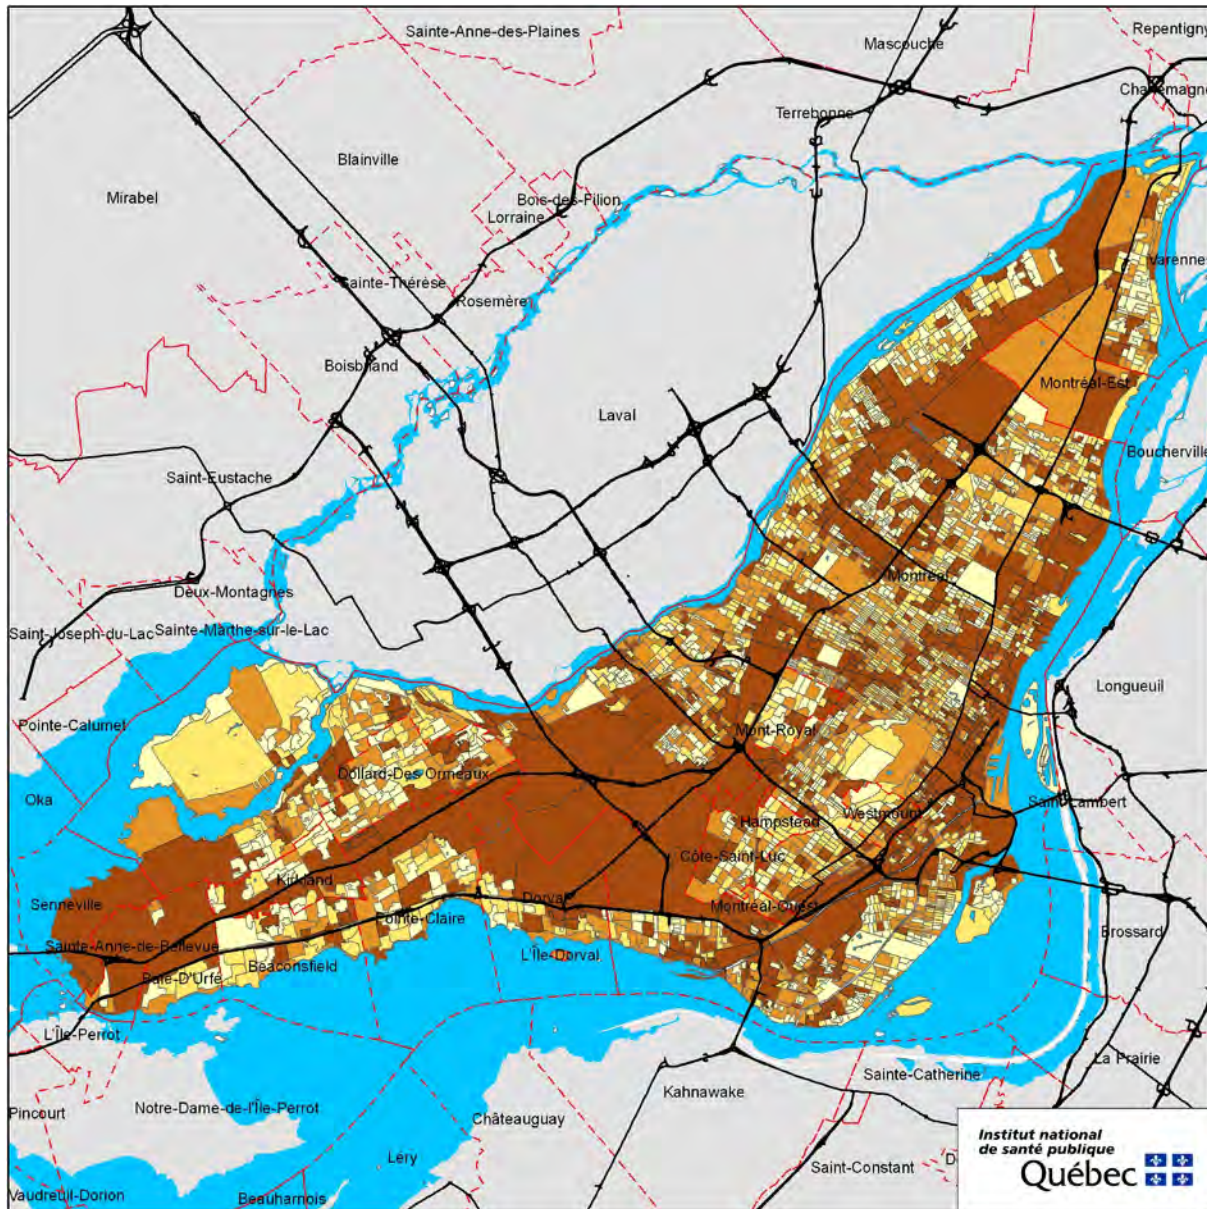 Sainte-Anne-des-Plaines
Mascouche
Repentigny
Charlemagne
Terrebonne
Blainville
Mirabel
Bois-des-Filion
Lorraine
Varennes
Sainte-Thérèse
Rosemère
Boisbriand
Montréal-Est
Laval
Boucherville
Saint-Eustache
Montréal
Deux-Montagnes
Saint-Joseph-du-Lac
Sainte-Marthe-sur-le-Lac
Longueuil
Pointe-Calumet
Mont-Royal
Dollard-Des Ormeaux
Oka
Saint-Lambert
Hampstead
Westmount
Côte-Saint-Luc
Kirkland
Senneville
Dorval
Montréal-Ouest
Pointe-Claire
Brossard
Sainte-Anne-de-Bellevue
L'Île-Dorval
Beaconsfield
Baie-D'Urfé
L'Île-Perrot
La Prairie
Sainte-Catherine
Kahnawake
Notre-Dame-de-l'Île-Perrot
Pincourt
Châteauguay
Léry
Saint-Constant
Vaudreuil-Dorion
Beauharnois
Institut national
de santé publique
Québec